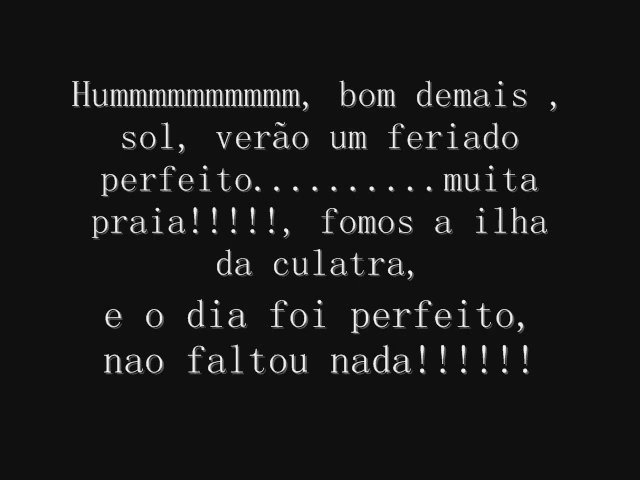 Hummmmmmmmmm, bom demais ,
sol, verão um feriado
perfeito..........muita
praia!!!!!, fomos a ilha
da culatra,
e o dia foi perfeito,
nao faltou nada!!!!!!